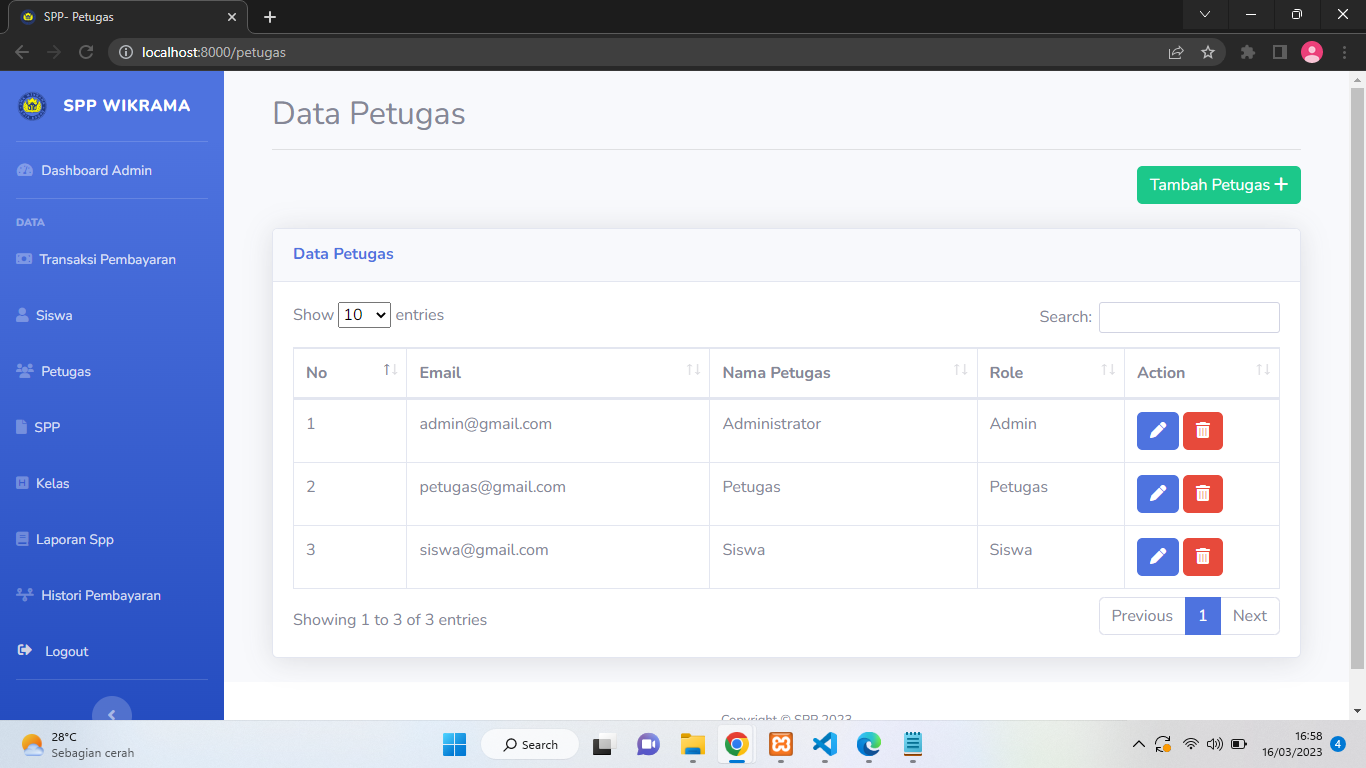 SPP- Petugas
localhost:8000/petugas
SPP WIKRAMA
Dashboard Admin
DATA
Transaksi Pembayaran
Siswa
Petugas
SPP
Kelas
Laporan Spp
Histori Pembayaran
Logout
Data Petugas
Tambah Petugas
Data Petugas
Show 10 entries
Search:
No Email Nama Petugas Role Action
1 admin@gmail.com Administrator Admin
2 petugas@gmail.com Petugas Petugas
3 siswa@gmail.com Siswa Siswa
Showing 1 to 3 of 3 entries
Previous 1 Next
Copyright © SPP 2023
28°C
Sebagian cerah
Search
16:58
16/03/2023
4